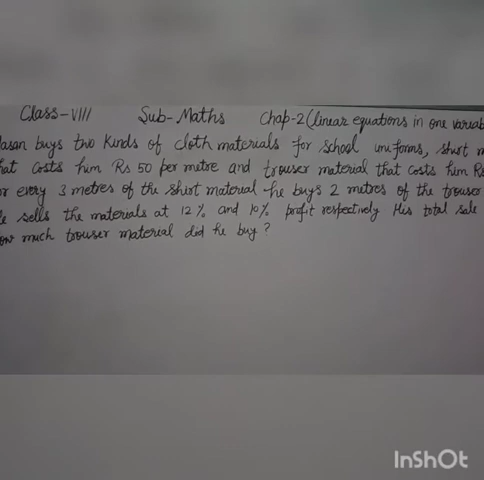 Class-VIII Sub-Maths Chap-2 (linear equations in one variab
asan buys two kinds of cloth materials for school uniforms, shirt m
hat costs him Rs 50 per metre and trouser material that costs him Rs
or every 3 metres of the shirt material he buys 2 metres of the trouser
e sells the materials at 12% and 10% profit respectively His total sale
ow much trouser material did he buy?
InShOt